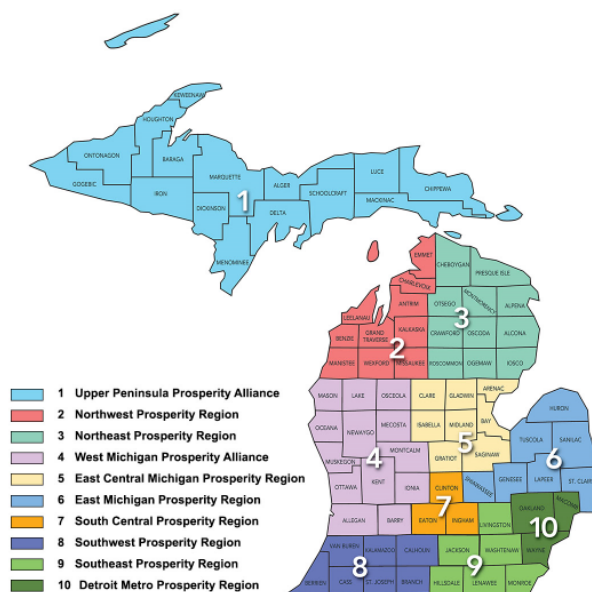 KEWEENAW
HOUGHTON
ONTONAGON
BARAGA
GOGEBIC
IRON
MARQUETTE
ALGER
LUCE
SCHOOLCRAFT
CHIPPEWA
MACKINAC
DICKINSON
DELTA
1
MENOMINEE
EMMET
CHEBOYGAN
PRESQUE ISLE
CHARLEVOIX
ANTRIM
OTSEGO
MONTMORENCY
ALPENA
LEELANAU
3
BENZIE
GRAND
TRAVERSE
KALKASKA
CRAWFORD
OSCODA
ALCONA
2
MANISTEE
WEXFORD
MISSAUKEE
ROSCOMMON
OGEMAW
IOSCO
MASON
LAKE
OSCEOLA
CLARE
GLADWIN
ARENAC
HURON
OCEANA
NEWAYGO
MECOSTA
ISABELLA
MIDLAND
BAY
TUSCOLA
SANILAC
5
MUSKEGON
MONTCALM
GRATIOT
SAGINAW
4
6
OTTAWA
KENT
IONIA
CLINTON
SHIAWASSEE
GENESEE
LAPEER
ST. CLAIR
7
ALLEGAN
BARRY
EATON
INGHAM
LIVINGSTON
OAKLAND
MACOMB
10
VAN BUREN
KALAMAZOO
CALHOUN
JACKSON
WASHTENAW
WAYNE
8
9
BERRIEN
CASS
ST. JOSEPH
BRANCH
HILLSDALE
LENAWEE
MONROE
1 Upper Peninsula Prosperity Alliance
2 Northwest Prosperity Region
3 Northeast Prosperity Region
4 West Michigan Prosperity Alliance
5 East Central Michigan Prosperity Region
6 East Michigan Prosperity Region
7 South Central Prosperity Region
8 Southwest Prosperity Region
9 Southeast Prosperity Region
10 Detroit Metro Prosperity Region